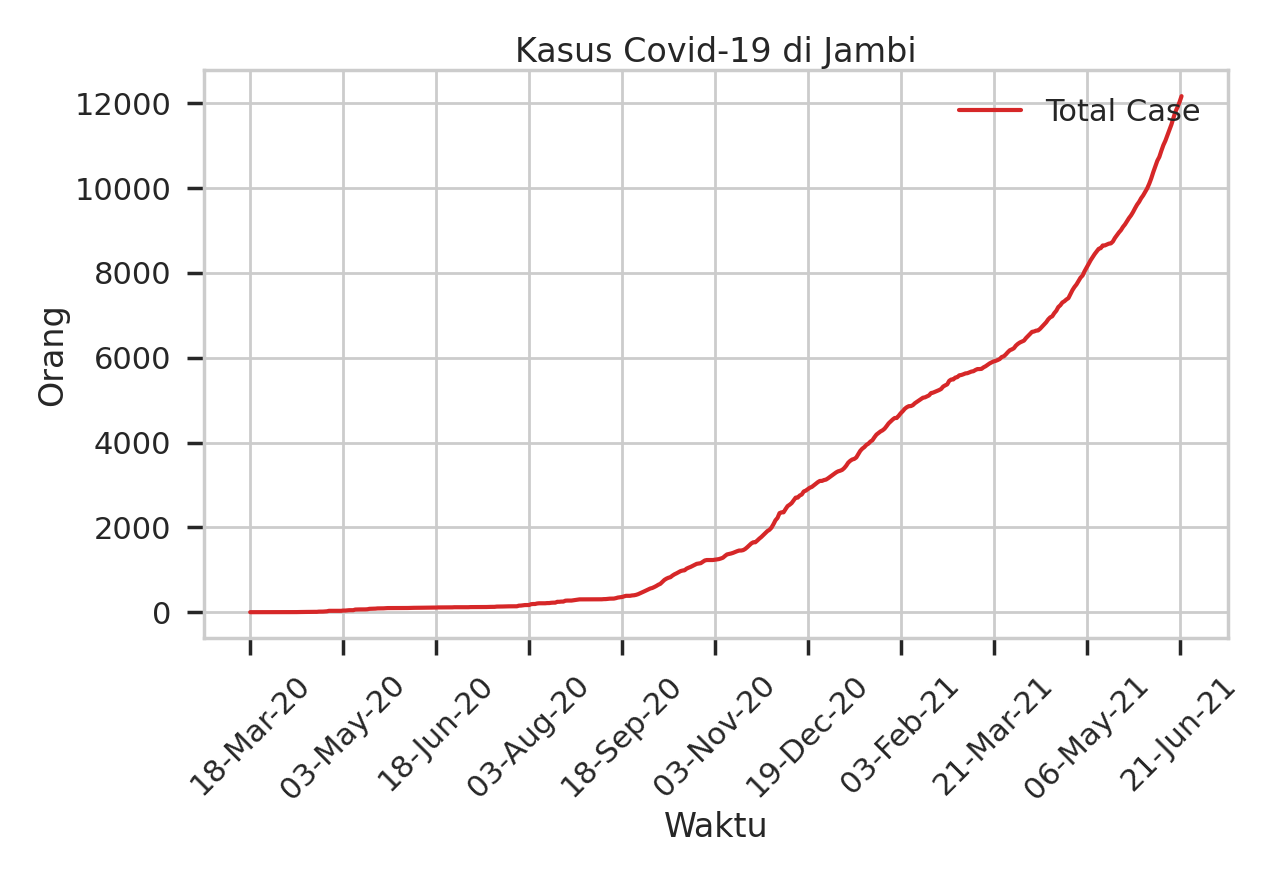 Kasus Covid-19 di Jambi
Total Case
Orang
12000
10000
8000
6000
4000
2000
0
18-Mar-20
03-May-20
18-Jun-20
03-Aug-20
18-Sep-20
03-Nov-20
19-Dec-20
03-Feb-21
21-Mar-21
06-May-21
21-Jun-21
Waktu